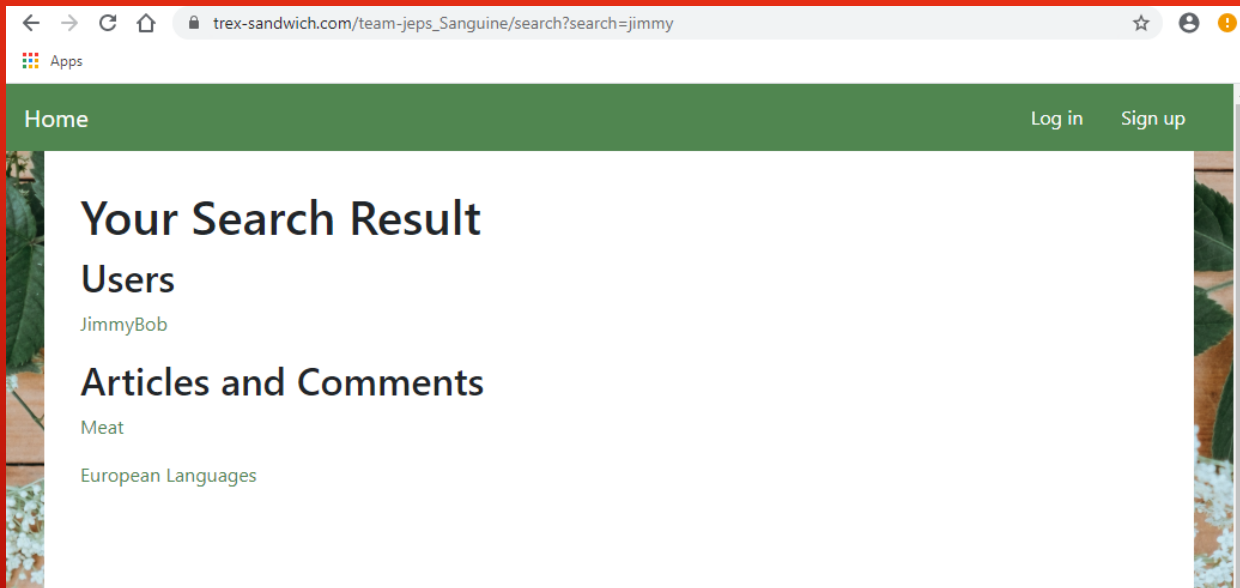 trex-sandwich.com/team-jeps_Sanguine/search?search=jimmy
Apps
Home Log in Sign up
Your Search Result
Users
JimmyBob
Articles and Comments
Meat
European Languages